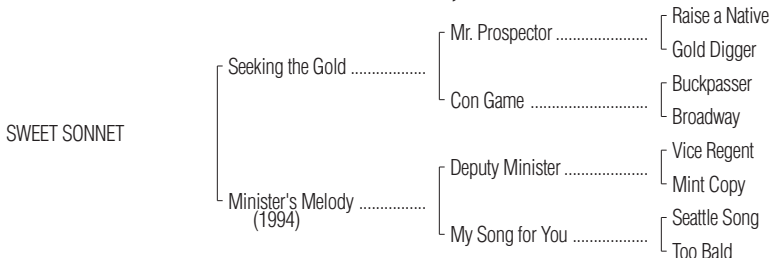 Raise a Native
Mr. Prospector ....................
Gold Digger
Seeking the Gold ..................
Buckpasser
Con Game .........................
Broadway
SWEET SONNET
Vice Regent
Deputy Minister ..................
Mint Copy
Minister's Melody ................
(1994)
Seattle Song
My Song for You ................
Too Bald